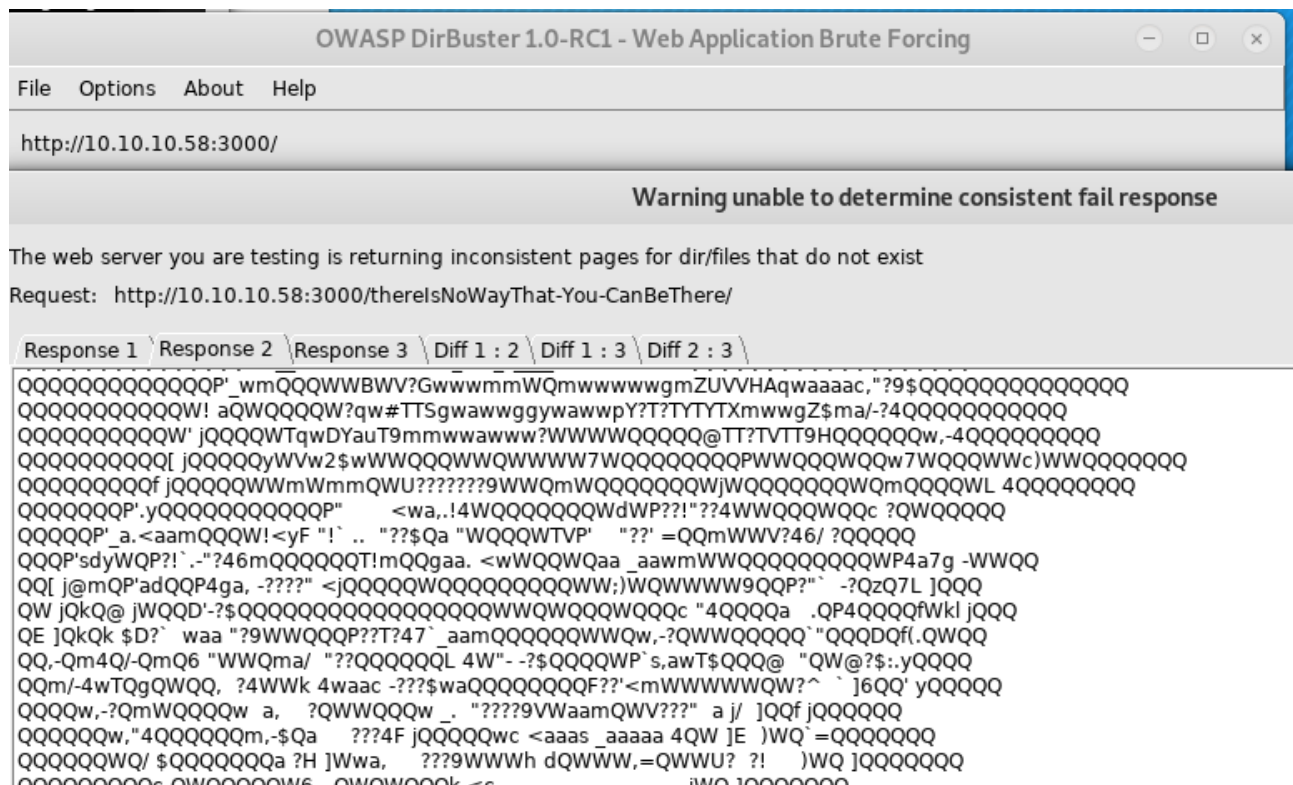 OWASP DirBuster 1.0-RC1 - Web Application Brute Forcing
File Options About Help
http://10.10.10.58:3000/
Warning unable to determine consistent fail response
The web server you are testing is returning inconsistent pages for dir/files that do not exist
Request: http://10.10.10.58:3000/thereIsNoWayThat-You-CanBeThere/
Response 1 Response 2 Response 3 Diff 1 : 2 Diff 1 : 3 Diff 2 : 3
QQQQQQQQQQQQQP'_wmQQQWWBWV?GwwwmmWQmwwwwwgmZUVVHAqwaaaac,"?9$QQQQQQQQQQQQQQ
QQQQQQQQQQQW! aQWQQQQW?qw#TTSgwawwggywawwpY?T?TYTYTXmwwgZ$ma/-?4QQQQQQQQQQQ
QQQQQQQQQQW' jQQQQWTqwDYauT9mmwwawww?WWWWQQQQQ@TT?TVTT9HQQQQQQw,-4QQQQQQQQQ
QQQQQQQQQQ[ jQQQQQyWVw2$wWWQQQWWQWWWW7WQQQQQQQQPWWQQQWQQw7WQQQWWc)WWQQQQQQQ
QQQQQQQQQf jQQQQQWWmWmmQWU???????9WWQmWQQQQQQQWjWQQQQQQQWQmQQQQWL 4QQQQQQQQ
QQQQQQQP'.yQQQQQQQQQQQP" <wa,.!4WQQQQQQQWdWP??!"??4WWQQQWQQc ?QWQQQQQ
QQQQQP'_a.<aamQQQW!<yF "!` .. "??$Qa "WQQQWTVP' "??' =QQmWWV?46/ ?QQQQQ
QQQP'sdyWQP?!`.-"?46mQQQQQQT!mQQgaa. <wWQQWQaa _aawmWWQQQQQQQQQWP4a7g -WWQQ
QQ[ j@mQP'adQQP4ga, -????" <jQQQQQWQQQQQQQQQWW;)WQWWWW9QQP?"` -?QzQ7L ]QQQ
QW jQkQ@ jWQQD'-?$QQQQQQQQQQQQQQQQQWWQWQQQWQQQc "4QQQQa .QP4QQQQfWkl jQQQ
QE ]QkQk $D?` waa "?9WWQQQP??T?47`_aamQQQQQQWWQw,-?QWWQQQQQ`"QQQDQf(.QWQQ
QQ,-Qm4Q/-QmQ6 "WWQma/ "??QQQQQQL 4W"- -?$QQQQWP`s,awT$QQQ@ "QW@?$:.yQQQQ
QQm/-4wTQgQWQQ, ?4WWk 4waac -???$waQQQQQQQQF??'<mWWWWWQW?^ ` ]6QQ' yQQQQQ
QQQQw,-?QmWQQQQw a, ?QWWQQQw _. "????9VWaamQWV???" a j/ ]QQf jQQQQQQ
QQQQQQw,"4QQQQQQm,-$Qa ???4F jQQQQQwc <aaas _aaaaa 4QW ]E )WQ`=QQQQQQQ
QQQQQQWQ/ $QQQQQQQa ?H ]Wwa, ???9WWWh dQWWW,=QWWU? ?! )WQ ]QQQQQQQ